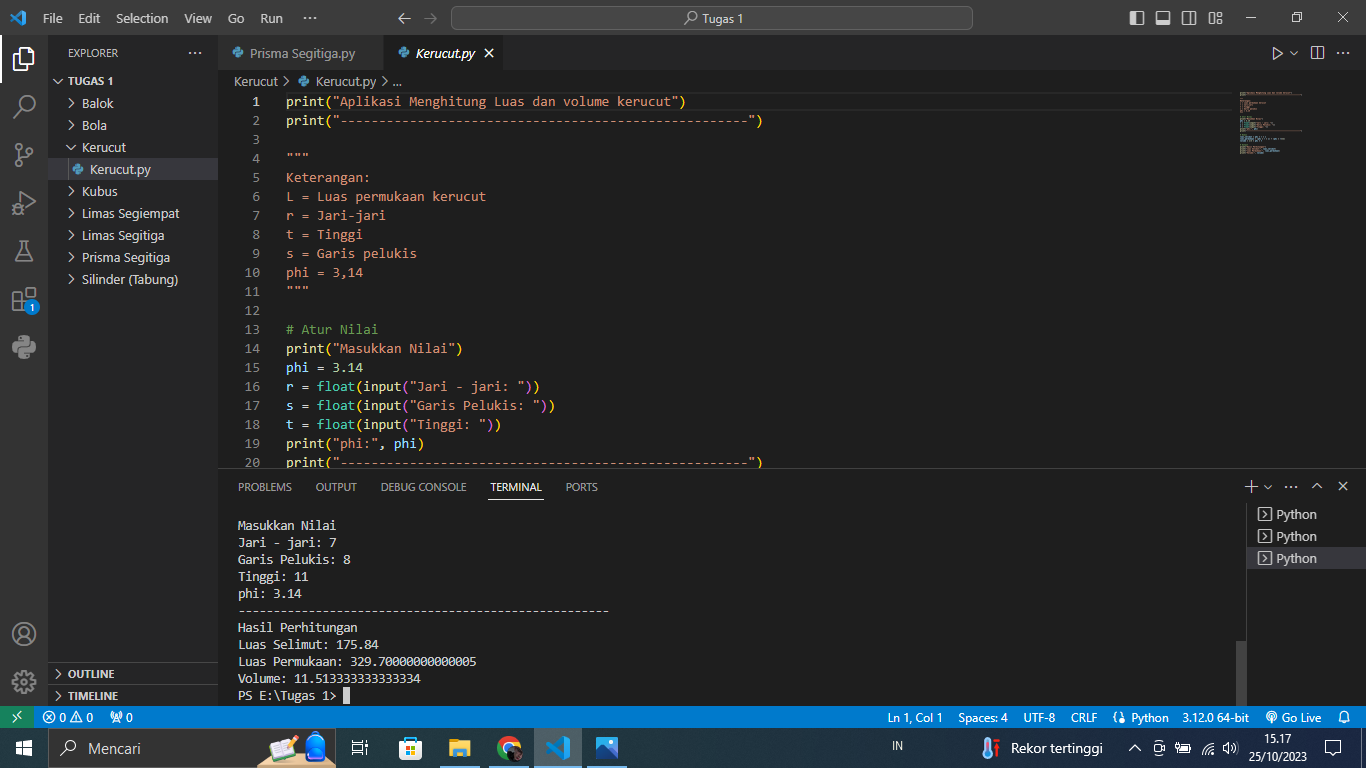 File Edit Selection View Go Run ···
Tugas 1
EXPLORER ···
TUGAS 1
Balok
Bola
Kerucut
Kerucut.py
Kubus
Limas Segiempat
Limas Segitiga
Prisma Segitiga
Silinder (Tabung)
OUTLINE
TIMELINE
Prisma Segitiga.py Kerucut.py
Kerucut > Kerucut.py > ...
1 print("Aplikasi Menghitung Luas dan volume kerucut")
2 print("-----------------------------------------------------")
3
4 """
5 Keterangan:
6 L = Luas permukaan kerucut
7 r = Jari-jari
8 t = Tinggi
9 s = Garis pelukis
10 phi = 3,14
11 """
12
13 # Atur Nilai
14 print("Masukkan Nilai")
15 phi = 3.14
16 r = float(input("Jari - jari: "))
17 s = float(input("Garis Pelukis: "))
18 t = float(input("Tinggi: "))
19 print("phi:", phi)
20 print("-----------------------------------------------------")
PROBLEMS OUTPUT DEBUG CONSOLE TERMINAL PORTS
Masukkan Nilai
Jari - jari: 7
Garis Pelukis: 8
Tinggi: 11
phi: 3.14
-----------------------------------------------------
Hasil Perhitungan
Luas Selimut: 175.84
Luas Permukaan: 329.70000000000005
Volume: 11.513333333333334
PS E:\Tugas 1>
Python
Python
Python
1
0 0 0
Ln 1, Col 1 Spaces: 4 UTF-8 CRLF Python 3.12.0 64-bit Go Live
Mencari
IN
Rekor tertinggi
15.17
25/10/2023